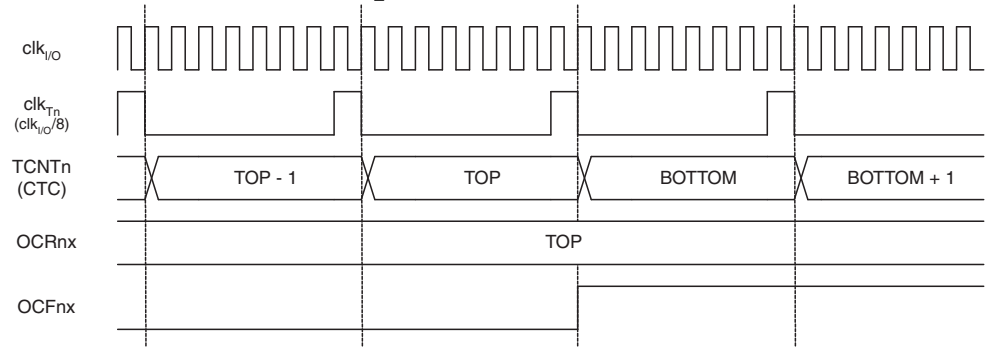 clkI/O
clkTn
(clkI/O/8)
TCNTn
(CTC)
TOP - 1
TOP
BOTTOM
BOTTOM + 1
OCRnx
TOP
OCFnx